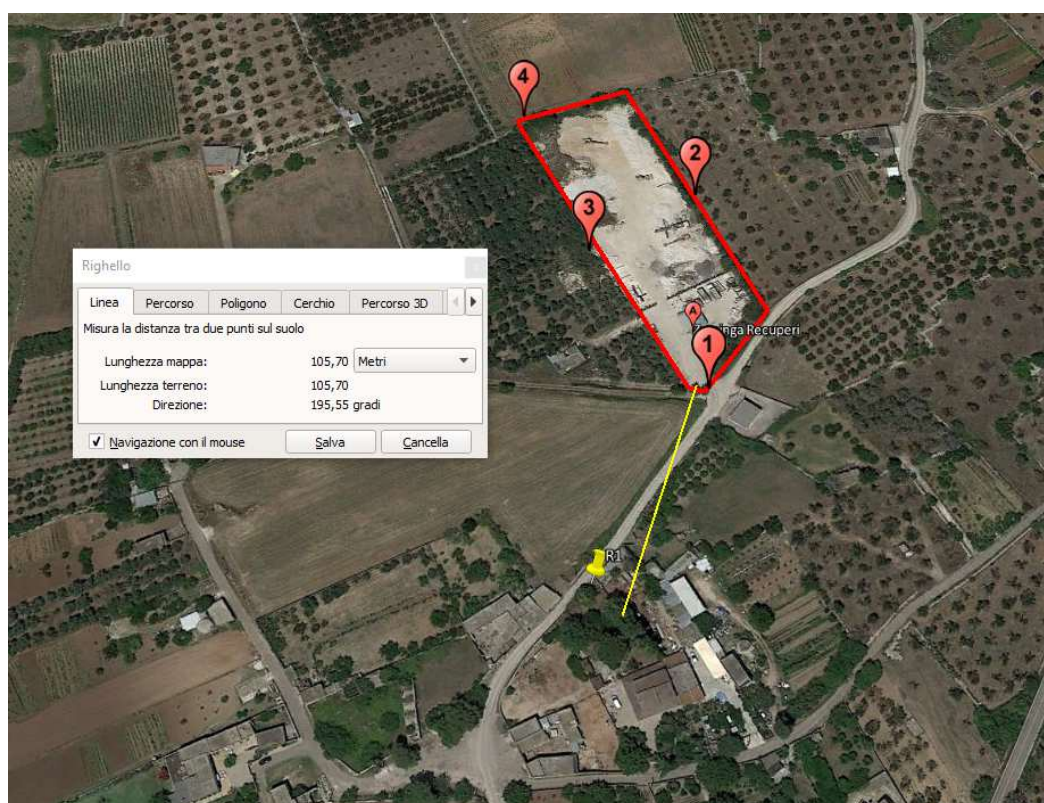 4
2
3
Righello
Linea Percorso Poligono Cerchio Percorso 3D
Misura la distanza tra due punti sul suolo
Lunghezza mappa: 105,70 Metri
Lunghezza terreno: 105,70
Direzione: 195,55 gradi
Navigazione con il mouse Salva Cancella
A
Recuperi
1
R1